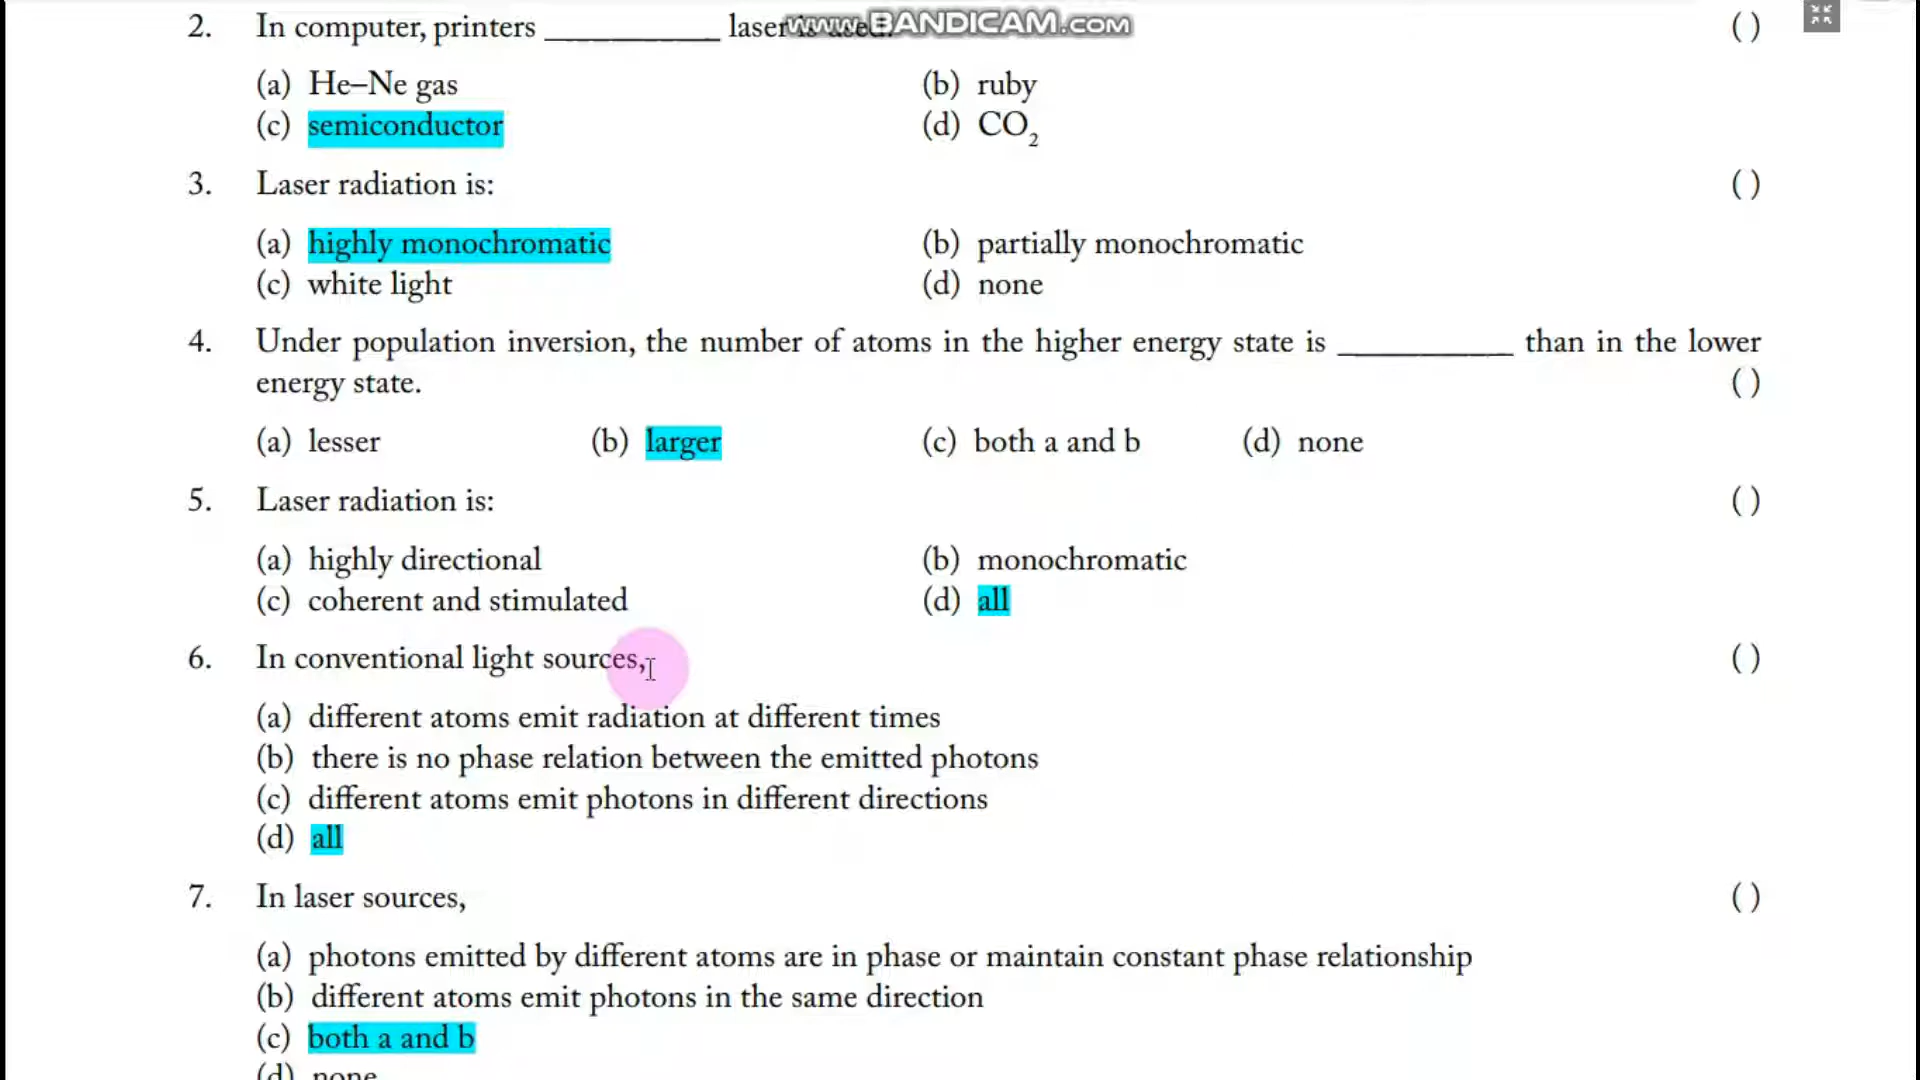 2. In computer, printers __________ laser is used. ( )
www.BANDICAM.com
(a) He–Ne gas (b) ruby
(c) semiconductor (d) CO2
3. Laser radiation is: ( )
(a) highly monochromatic (b) partially monochromatic
(c) white light (d) none
4. Under population inversion, the number of atoms in the higher energy state is __________ than in the lower
energy state. ( )
(a) lesser (b) larger (c) both a and b (d) none
5. Laser radiation is: ( )
(a) highly directional (b) monochromatic
(c) coherent and stimulated (d) all
6. In conventional light sources, ( )
(a) different atoms emit radiation at different times
(b) there is no phase relation between the emitted photons
(c) different atoms emit photons in different directions
(d) all
7. In laser sources, ( )
(a) photons emitted by different atoms are in phase or maintain constant phase relationship
(b) different atoms emit photons in the same direction
(c) both a and b
(d) none